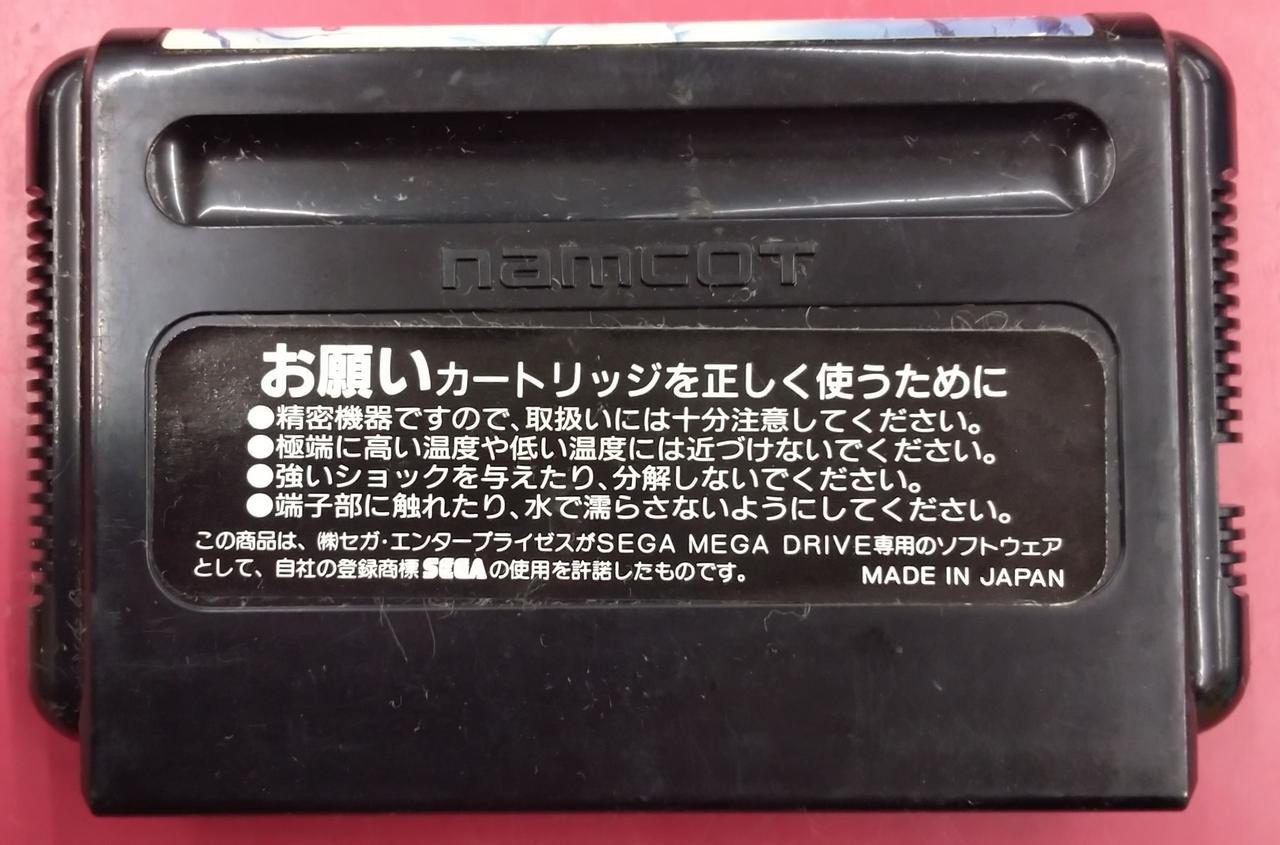 namcot
お願いカートリッジを正しく使うために
●精密機器ですので、取扱いには十分注意してください。
●極端に高い温度や低い温度には近づけないでください。
●強いショックを与えたり、分解しないでください。
●端子部に触れたり、水で濡らさないようにしてください。
この商品は、㈱セガ・エンタープライゼスがSEGA MEGA DRIVE専用のソフトウェア
として、自社の登録商標SEGAの使用を許諾したものです。 MADE IN JAPAN